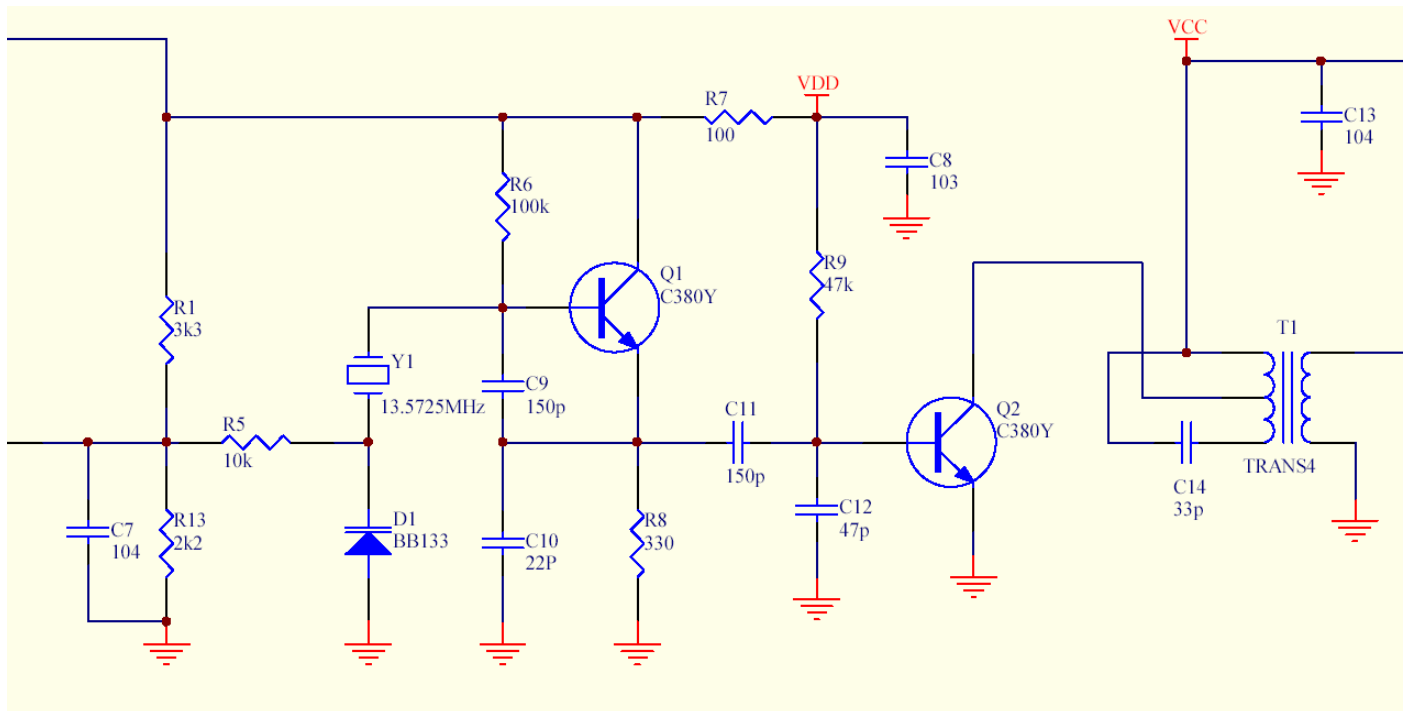 VCC
VDD
R7
100
C13
104
C8
103
R6
100k
R9
47k
Q1
C380Y
R1
3k3
T1
Y1
13.5725MHz
C9
150p
C11
150p
Q2
C380Y
R5
10k
TRANS4
C14
33p
C7
104
R13
2k2
D1
BB133
C10
22P
R8
330
C12
47p